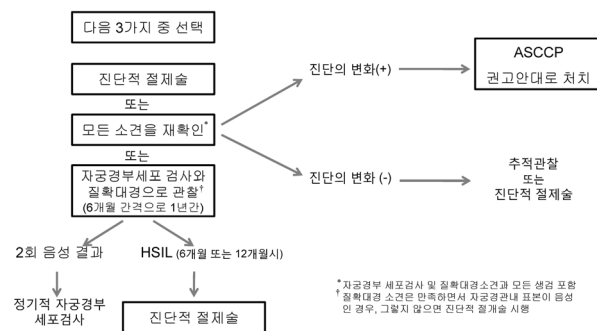 다음 3가지 중 선택
진단적 절제술
또는
모든 소견을 재확인*
또는
자궁경부세포 검사와
질확대경으로 관찰†
(6개월 간격으로 1년간)
진단의 변화(+)
ASCCP
권고안대로 처치
진단의 변화 (-)
추적관찰
또는
진단적 절제술
2회 음성 결과
HSIL (6개월 또는 12개월시)
정기적 자궁경부
세포검사
진단적 절제술
*자궁경부 세포검사 및 질확대경소견과 모든 생검 포함
†질확대경 소견은 만족하면서 자궁경관내 표본이 음성
인 경우, 그렇지 않으면 진단적 절개술 시행